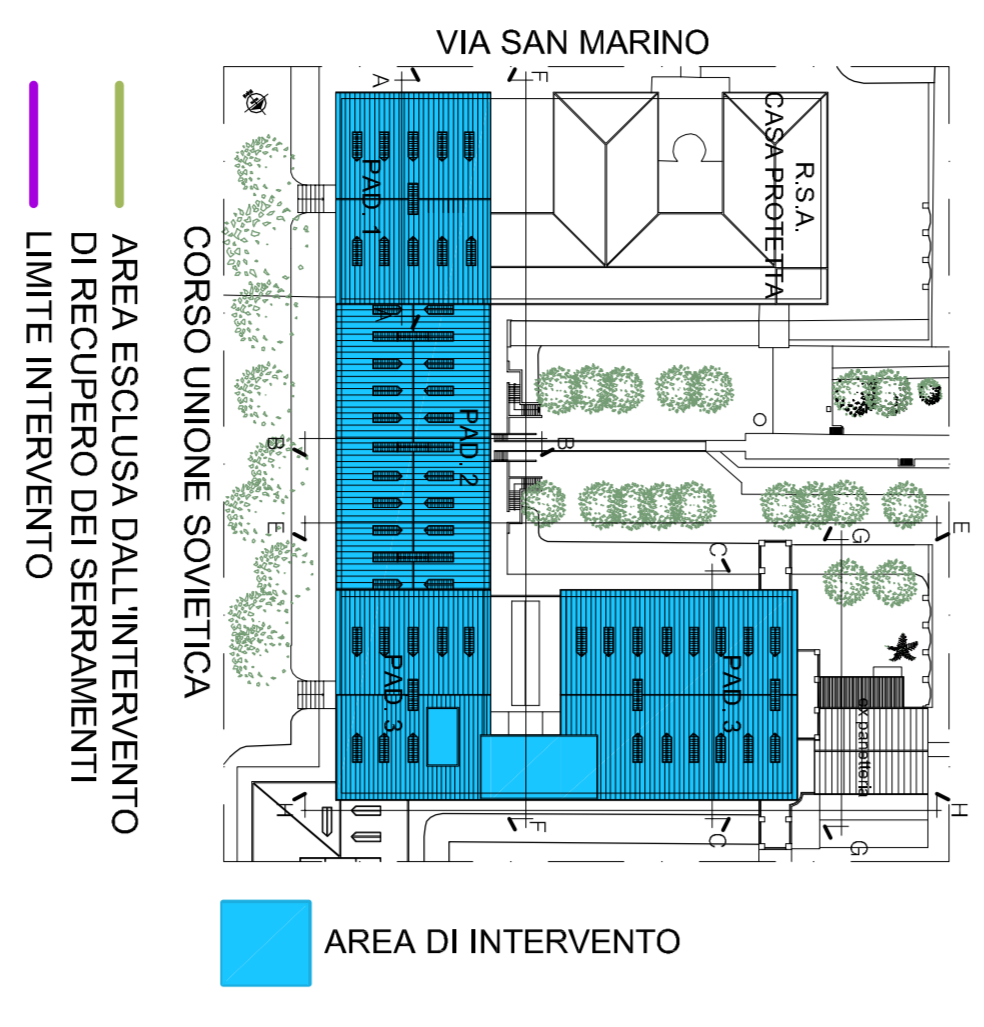 VIA SAN MARINO
A
F
R.S.A.
CASA PROTETTA
PAD. 1
A
PAD. 2
B
B
E
E
G
C
PAD. 3
PAD. 3
ex panetteria
H
H
F
C
G
CORSO UNIONE SOVIETICA
AREA ESCLUSA DALL'INTERVENTO
DI RECUPERO DEI SERRAMENTI
LIMITE INTERVENTO
AREA DI INTERVENTO